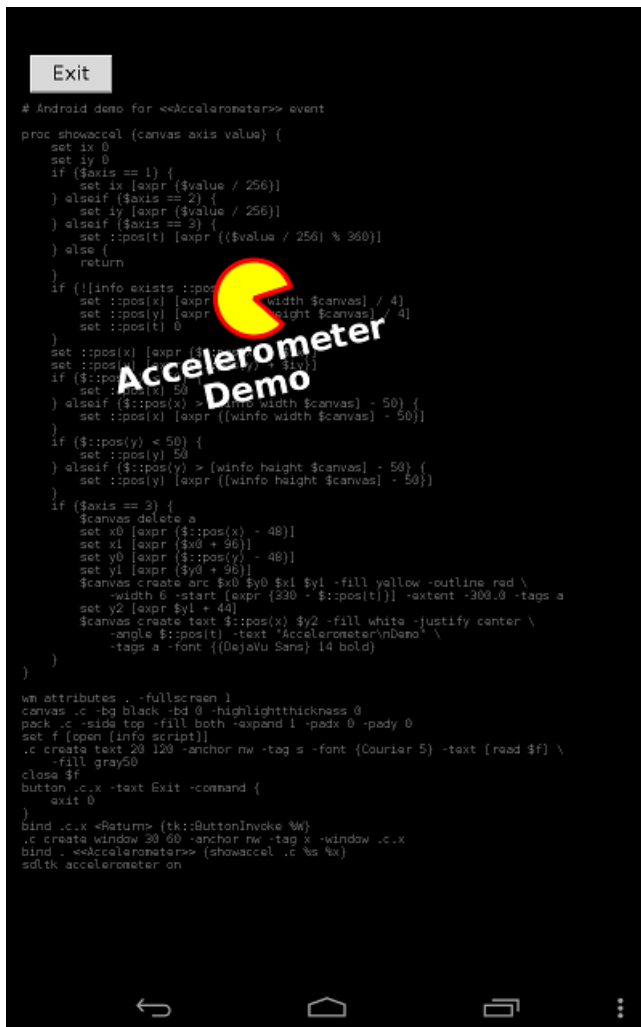 Exit
# Android demo for <<Accelerometer>> event
proc showaccel {canvas axis value} {
set ix 0
set iy 0
if {$axis == 1} {
set ix [expr {$value / 256}]
} elseif {$axis == 2} {
set iy [expr {$value / 256}]
} elseif {$axis == 3} {
set ::pos(t) [expr {($value / 256) % 360}]
} else {
return
}
if {![info exists
set ::pos(x) [expr width $canvas] / 4]
set ::pos(y) [expr $canvas] / 4]
set ::pos(t) 0
}
Accelerometer
Demo
set ::pos(x) [expr
set [expr + $iy}]
if
set ::pos(x) 50
} elseif {$::pos(x) > [winfo width $canvas] - 50} {
set ::pos(x) [expr {[winfo width $canvas] - 50}]
}
if {$::pos(y) < 50} {
set ::pos(y) 50
} elseif {$::pos(y) > [winfo height $canvas] - 50} {
set ::pos(y) [expr {[winfo height $canvas] - 50}]
}
if {$axis == 3} {
$canvas delete a
set x0 [expr {$::pos(x) - 48}]
set x1 [expr {$x0 + 96}]
set y0 [expr {$::pos(y) - 48}]
set y1 [expr {$y0 + 96}]
$canvas create arc $x0 $y0 $x1 $y1 -fill yellow -outline red \
-width 6 -start [expr {330 - $::pos(t)}] -extent -300.0 -tags a
set y2 [expr $y1 + 44]
$canvas create text $::pos(x) $y2 -fill white -justify center \
-angle $::pos(t) -text "Accelerometer\nDemo" \
-tags a -font {{DejaVu Sans} 14 bold}
}
}
wm attributes . -fullscreen 1
canvas .c -bg black -bd 0 -highlightthickness 0
pack .c -side top -fill both -expand 1 -padx 0 -pady 0
set f [open [info script]]
.c create text 20 120 -anchor nw -tag s -font {Courier 5} -text [read $f] \
-fill gray50
close $f
button .c.x -text Exit -command {
exit 0
}
bind .c.x <Return> {tk::ButtonInvoke %W}
.c create window 30 60 -anchor nw -tag x -window .c.x
bind . <<Accelerometer>> {showaccel .c %s %x}
sdltk accelerometer on